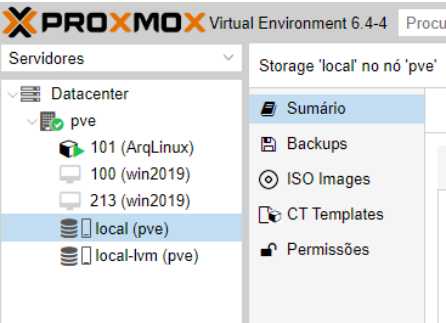 PROXMOX Virtual Environment 6.4-4 Procu
Servidores
Storage 'local' no nó 'pve'
Datacenter
pve
101 (ArqLinux)
100 (win2019)
213 (win2019)
local (pve)
local-lvm (pve)
Sumário
Backups
ISO Images
CT Templates
Permissões